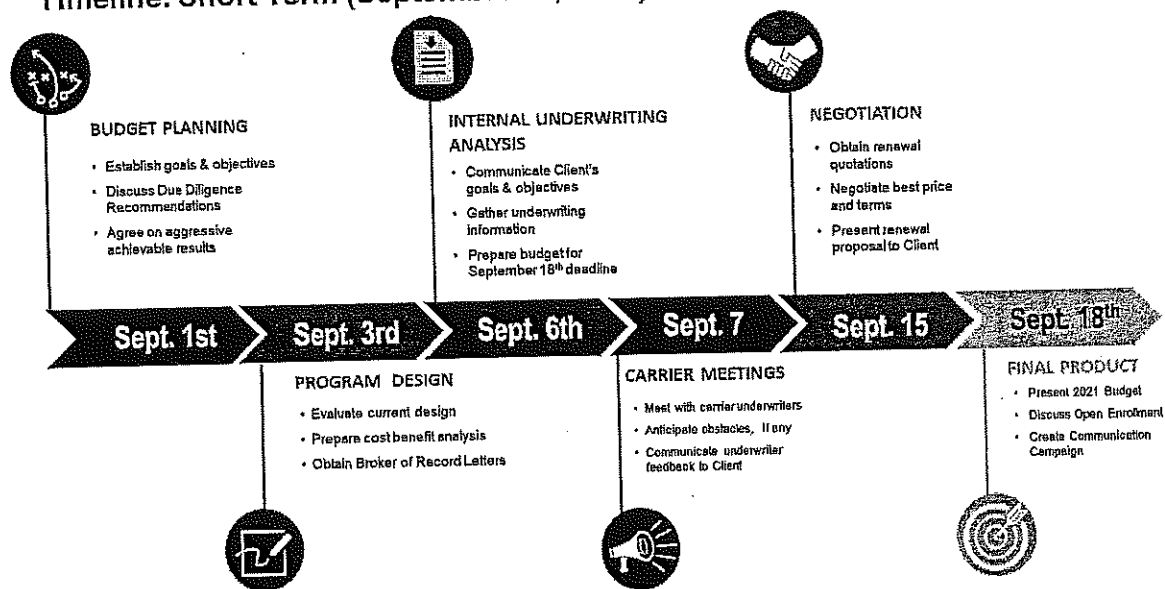 Timeline: Short Term (September
BUDGET PLANNING
• Establish goals & objectives
• Discuss Due Diligence
Recommendations
• Agree on aggressive
achievable results
INTERNAL UNDERWRITING
ANALYSIS
• Communicate Client's
goals & objectives
• Gather underwriting
information
• Prepare budget for
September 18th deadline
NEGOTIATION
• Obtain renewal
quotations
• Negotiate best price
and terms
• Present renewal
proposal to Client
Sept. 1st
Sept. 3rd
Sept. 6th
Sept. 7
Sept. 15
Sept. 18th
PROGRAM DESIGN
• Evaluate current design
• Prepare cost benefit analysis
• Obtain Broker of Record Letters
CARRIER MEETINGS
• Meet with carrier underwriters
• Anticipate obstacles, if any
• Communicate underwriter
feedback to Client
FINAL PRODUCT
• Present 2021 Budget
• Discuss Open Enrollment
• Create Communication
Campaign